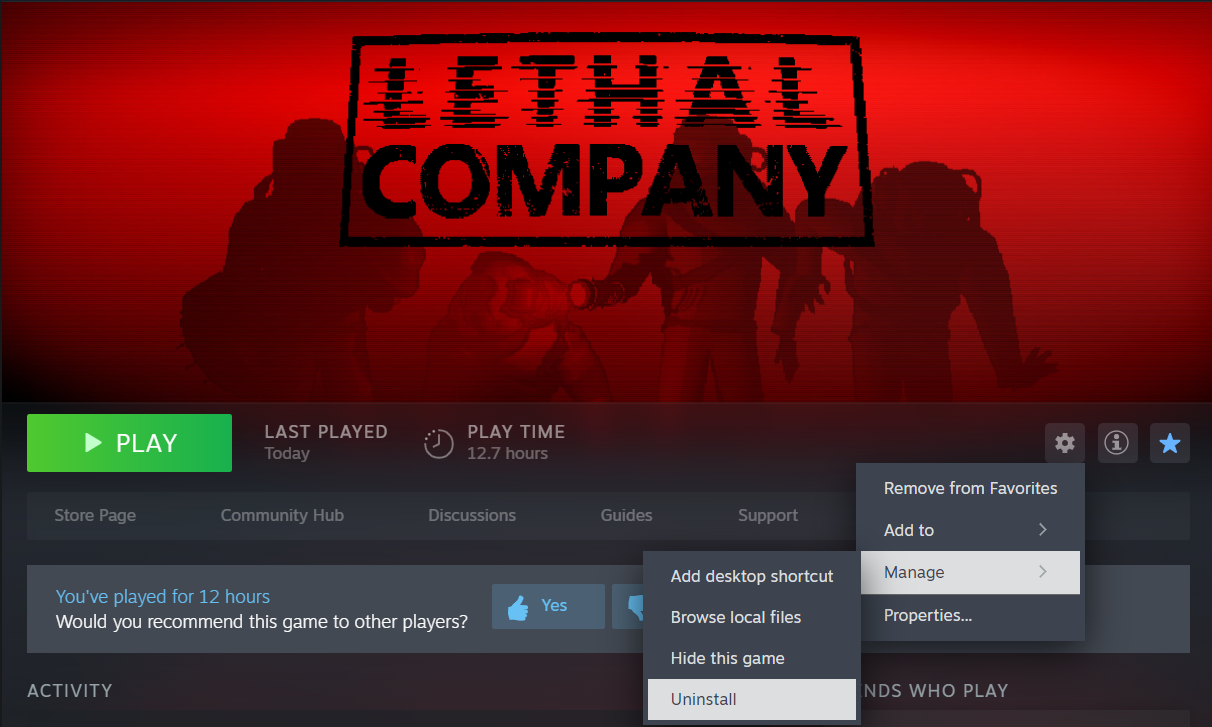 LETHAL
COMPANY
PLAY
LAST PLAYED
Today
PLAY TIME
12.7 hours
Store Page
Community Hub
Discussions
Guides
Support
Remove from Favorites
Add to
Manage
Properties...
You've played for 12 hours
Would you recommend this game to other players?
Yes
Add desktop shortcut
Browse local files
Hide this game
Uninstall
ACTIVITY
NDS WHO PLAY